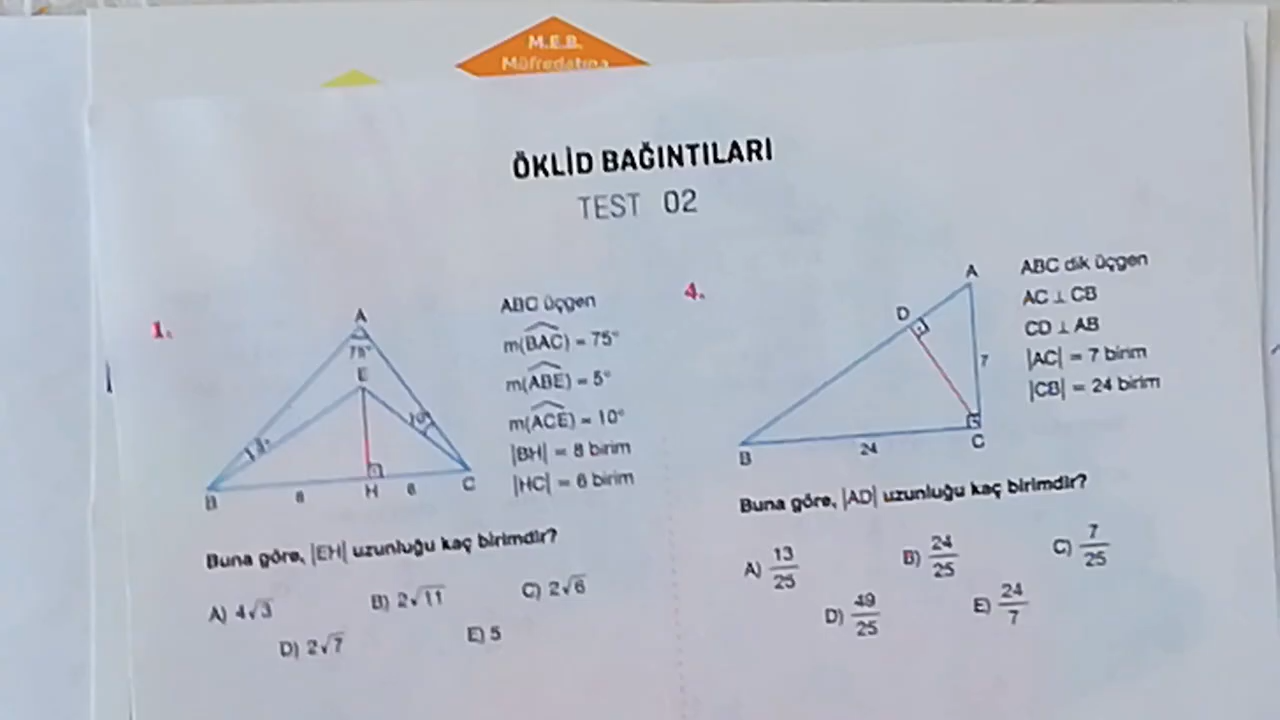 M.E.B.
Müfredatına
ÖKLİD BAĞINTILARI
TEST 02
1.
A
75°
E
10°
B
8
H
6
C
ABC üçgen
m(BAC) = 75°
m(ABE) = 5°
m(ACE) = 10°
|BH| = 8 birim
|HC| = 6 birim
Buna göre, |EH| uzunluğu kaç birimdir?
A) 4√3
B) 2√11
C) 2√6
D) 2√7
E) 5
4.
A
D
7
B
24
C
ABC dik üçgen
AC ⊥ CB
CD ⊥ AB
|AC| = 7 birim
|CB| = 24 birim
Buna göre, |AD| uzunluğu kaç birimdir?
A) 13/25
B) 24/25
C) 7/25
D) 49/25
E) 24/7